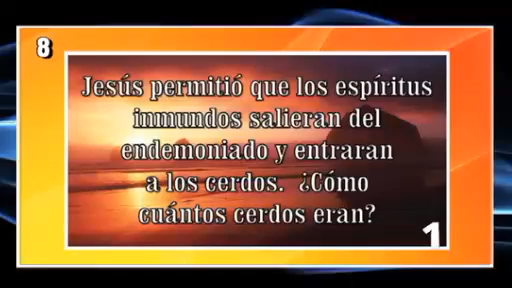 8
Jesús permitió que los espíritus
inmundos salieran del
endemoniado y entraran
a los cerdos. ¿Cómo
cuántos cerdos eran?
1